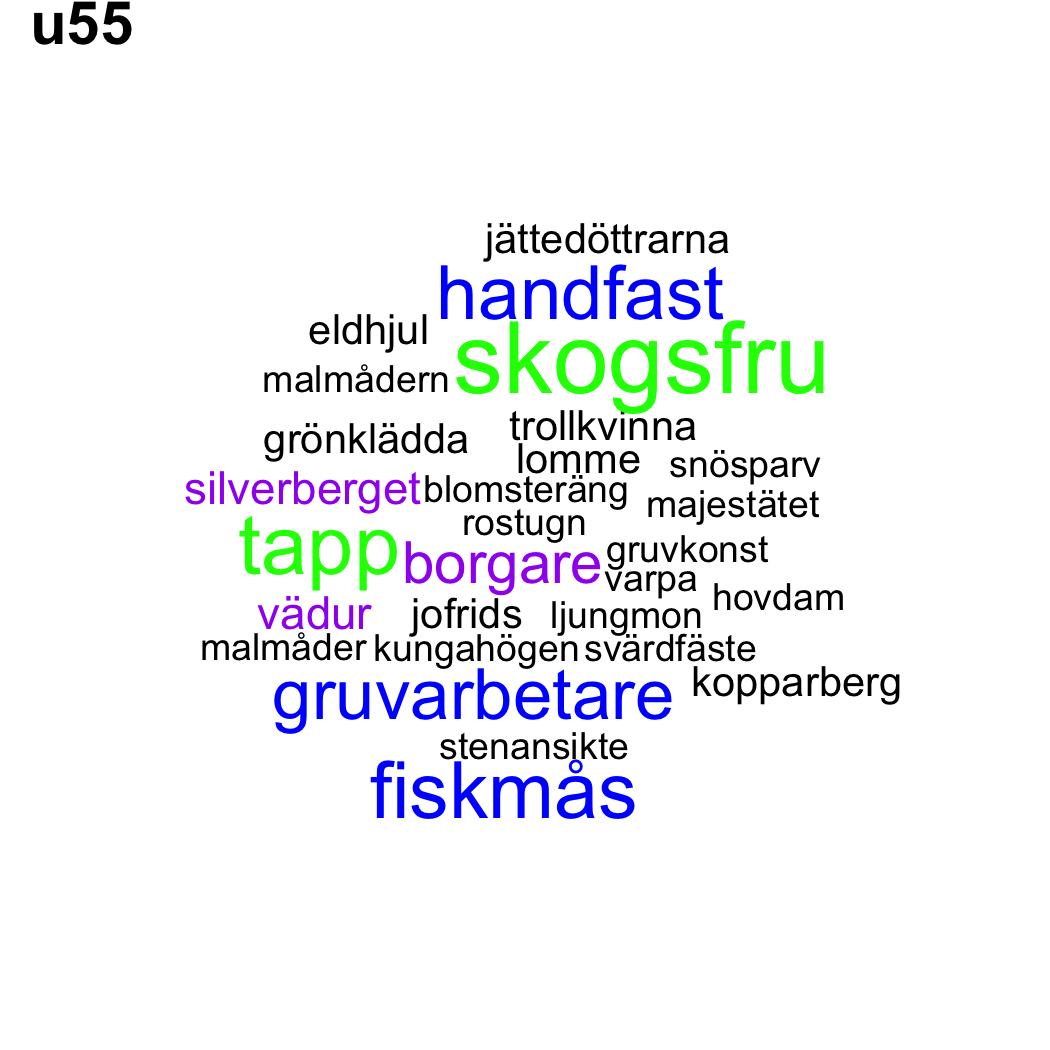 u55
jättedöttrarna
handfast
eldhjul
skogsfru
malmådern
trollkvinna
grönklädda
lomme
snösparv
silverberget
blomsteräng
majestätet
rostugn
tapp
borgare
gruvkonst
varpa
hovdam
vädur
jofrids
ljungmon
malmåder
kungahögen
svärdfäste
kopparberg
gruvarbetare
stenansikte
fiskmås